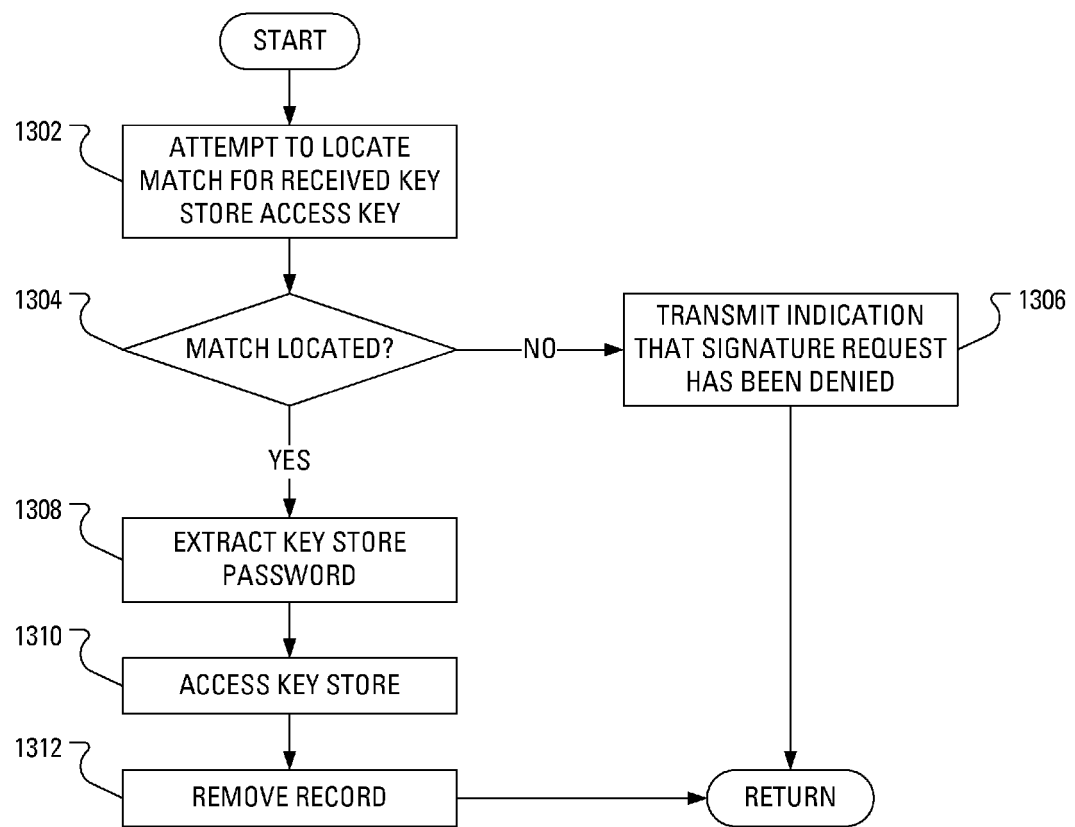 START
1302
ATTEMPT TO LOCATE
MATCH FOR RECEIVED KEY
STORE ACCESS KEY
1304
MATCH LOCATED?
NO
TRANSMIT INDICATION
THAT SIGNATURE REQUEST
HAS BEEN DENIED
1306
YES
1308
EXTRACT KEY STORE
PASSWORD
1310
ACCESS KEY STORE
1312
REMOVE RECORD
RETURN